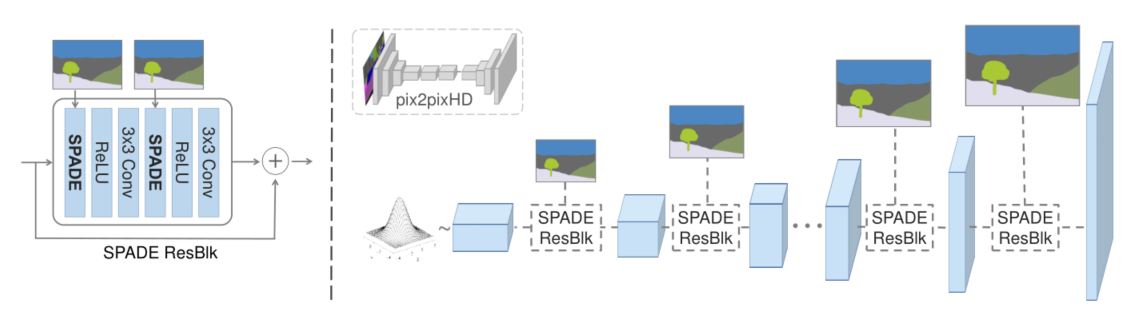 SPADE
ReLU
3x3 Conv
SPADE
ReLU
3x3 Conv
+
SPADE ResBlk
pix2pixHD
~
SPADE
ResBlk
SPADE
ResBlk
...
SPADE
ResBlk
SPADE
ResBlk